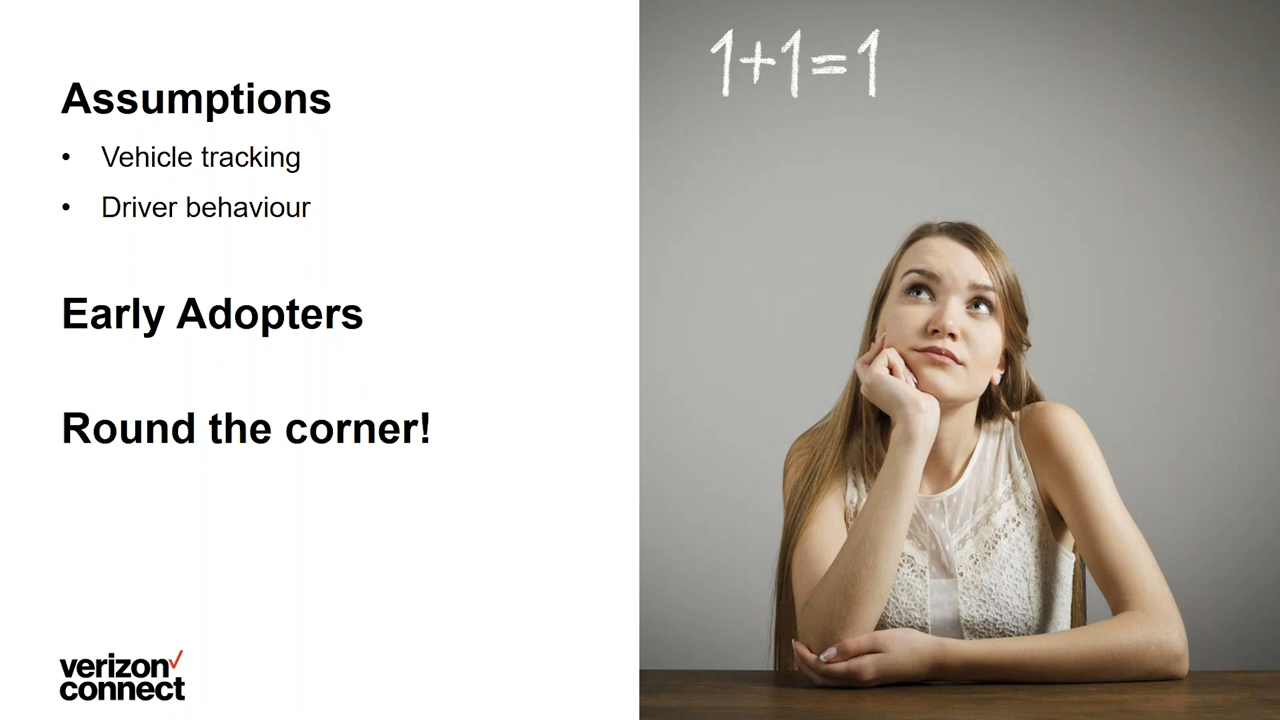 Assumptions
• Vehicle tracking
• Driver behaviour
Early Adopters
Round the corner!
verizon
connect
1+1=1